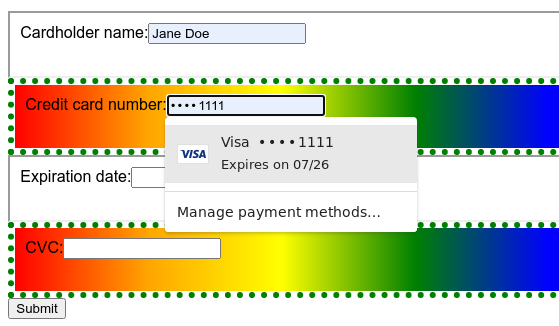 Cardholder name: Jane Doe
Credit card number: ••••1111
VISA Visa ••••1111
Expires on 07/26
Expiration date:
Manage payment methods...
CVC:
Submit